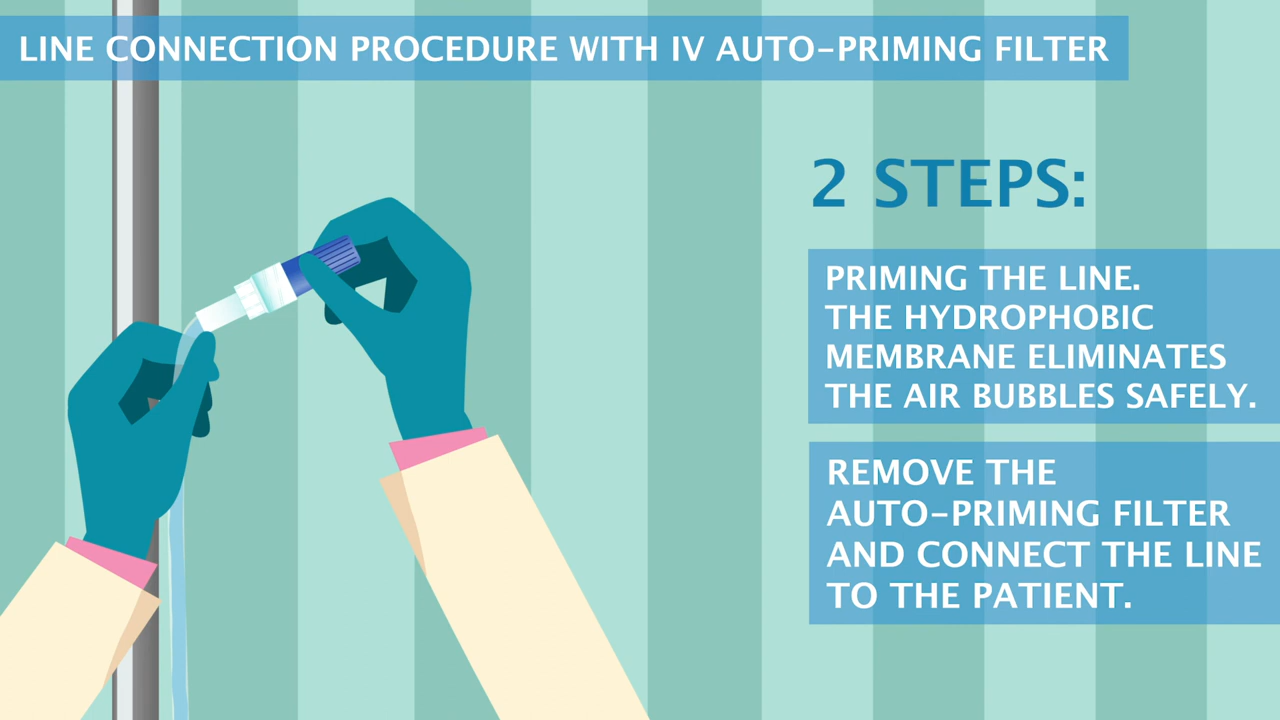 LINE CONNECTION PROCEDURE WITH IV AUTO-PRIMING FILTER
2 STEPS:
PRIMING THE LINE.
THE HYDROPHOBIC
MEMBRANE ELIMINATES
THE AIR BUBBLES SAFELY.
REMOVE THE
AUTO-PRIMING FILTER
AND CONNECT THE LINE
TO THE PATIENT.